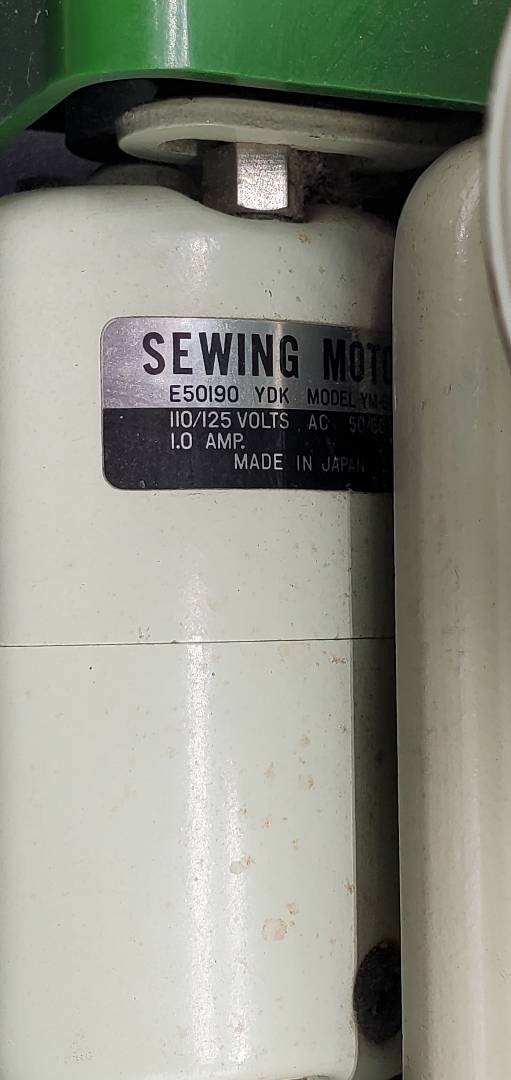 SEWING
E50190 YDK MODEL
110/125 VOLTS AC
1.0 AMP.
MADE IN JAPAN